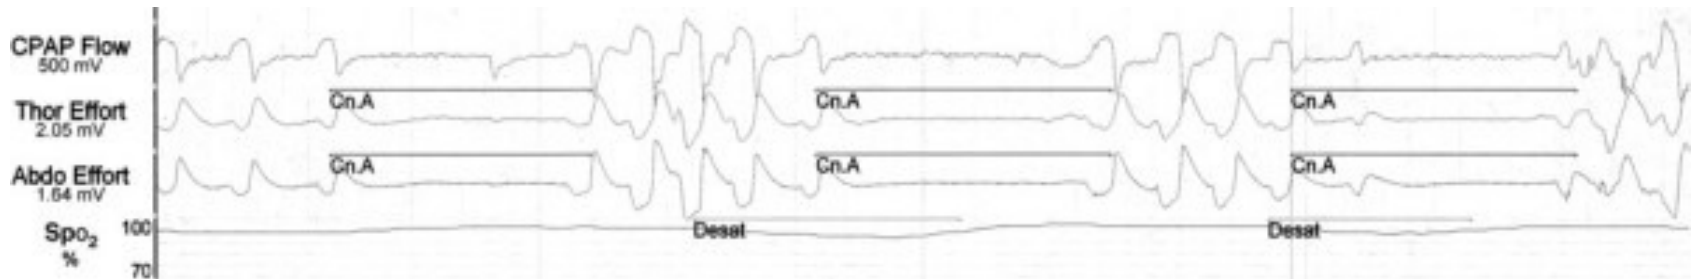 CPAP Flow
500 mV
Thor Effort
2.05 mV
Cn.A
Cn.A
Cn.A
Abdo Effort
1.64 mV
Cn.A
Cn.A
Cn.A
Spo2
%
100
70
Desat
Desat